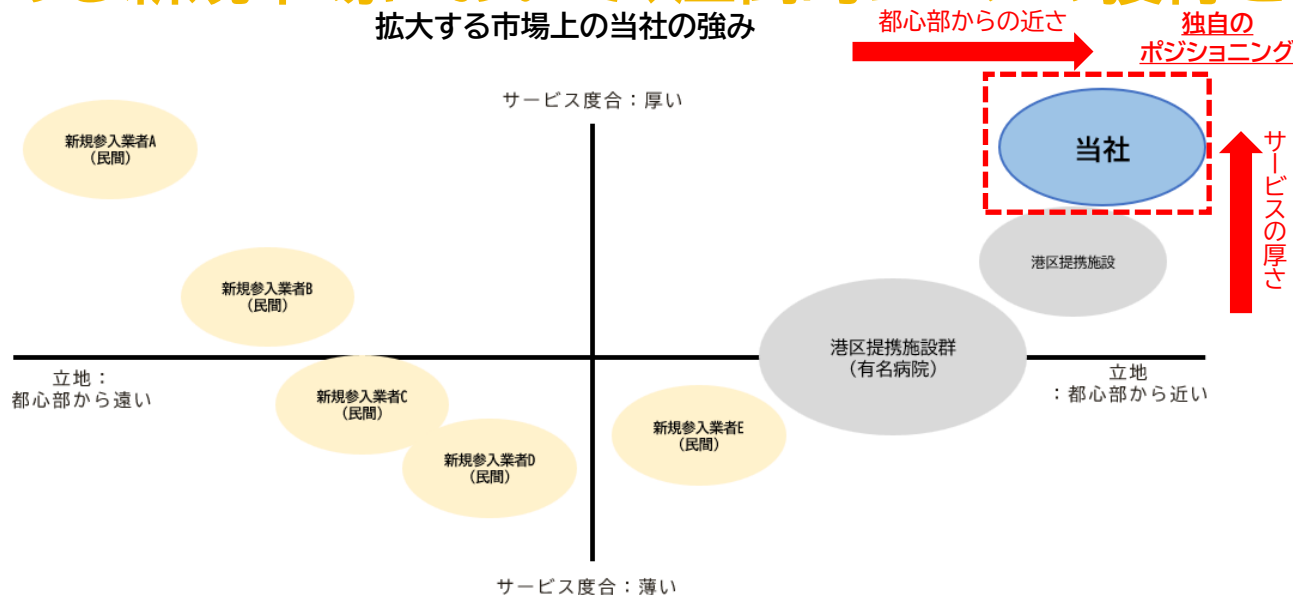 拡大する市場上の当社の強み
都心部からの近さ
独自の
ポジショニング
サービス度合：厚い
新規参入業者A
（民間）
当社
サービスの厚さ
港区提携施設
新規参入業者B
（民間）
港区提携施設群
（有名病院）
立地：
都心部から遠い
立地
：都心部から近い
新規参入業者C
（民間）
新規参入業者E
（民間）
新規参入業者D
（民間）
サービス度合：薄い